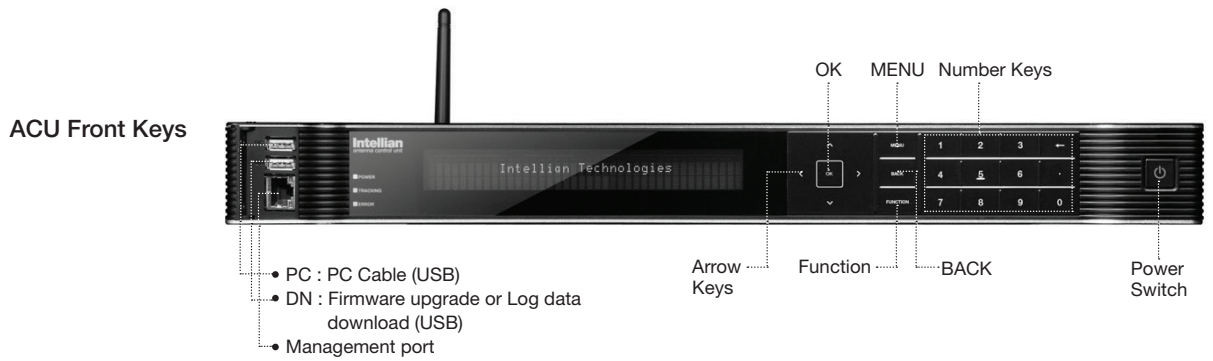 OK MENU Number Keys
ACU Front Keys
Intellian
antenna control unit
Intellian Technologies
POWER
TRACKING
ERROR
OK
MENU
BACK
FUNCTION
1 2 3 ←
4 5 6 .
7 8 9 0
Arrow Keys
Function
BACK
Power
Switch
PC : PC Cable (USB)
DN : Firmware upgrade or Log data
download (USB)
Management port